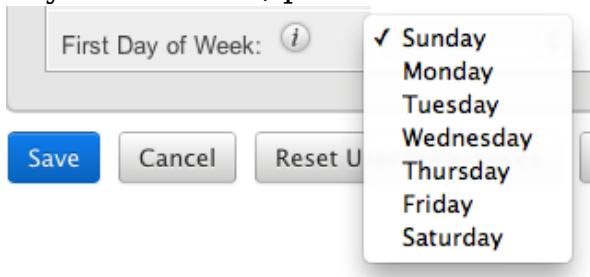 First Day of Week: i ✓ Sunday
Monday
Tuesday
Wednesday
Thursday
Friday
Saturday
Save Cancel Reset U